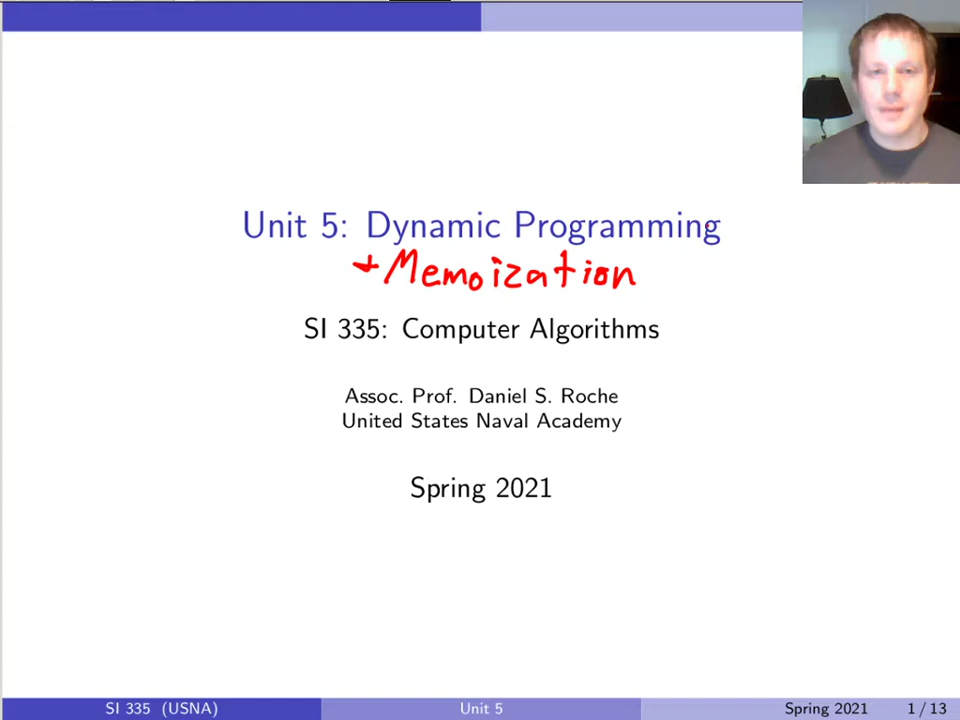 Unit 5: Dynamic Programming
+Memoization
SI 335: Computer Algorithms
Assoc. Prof. Daniel S. Roche
United States Naval Academy
Spring 2021
SI 335 (USNA)
Unit 5
Spring 2021
1 / 13